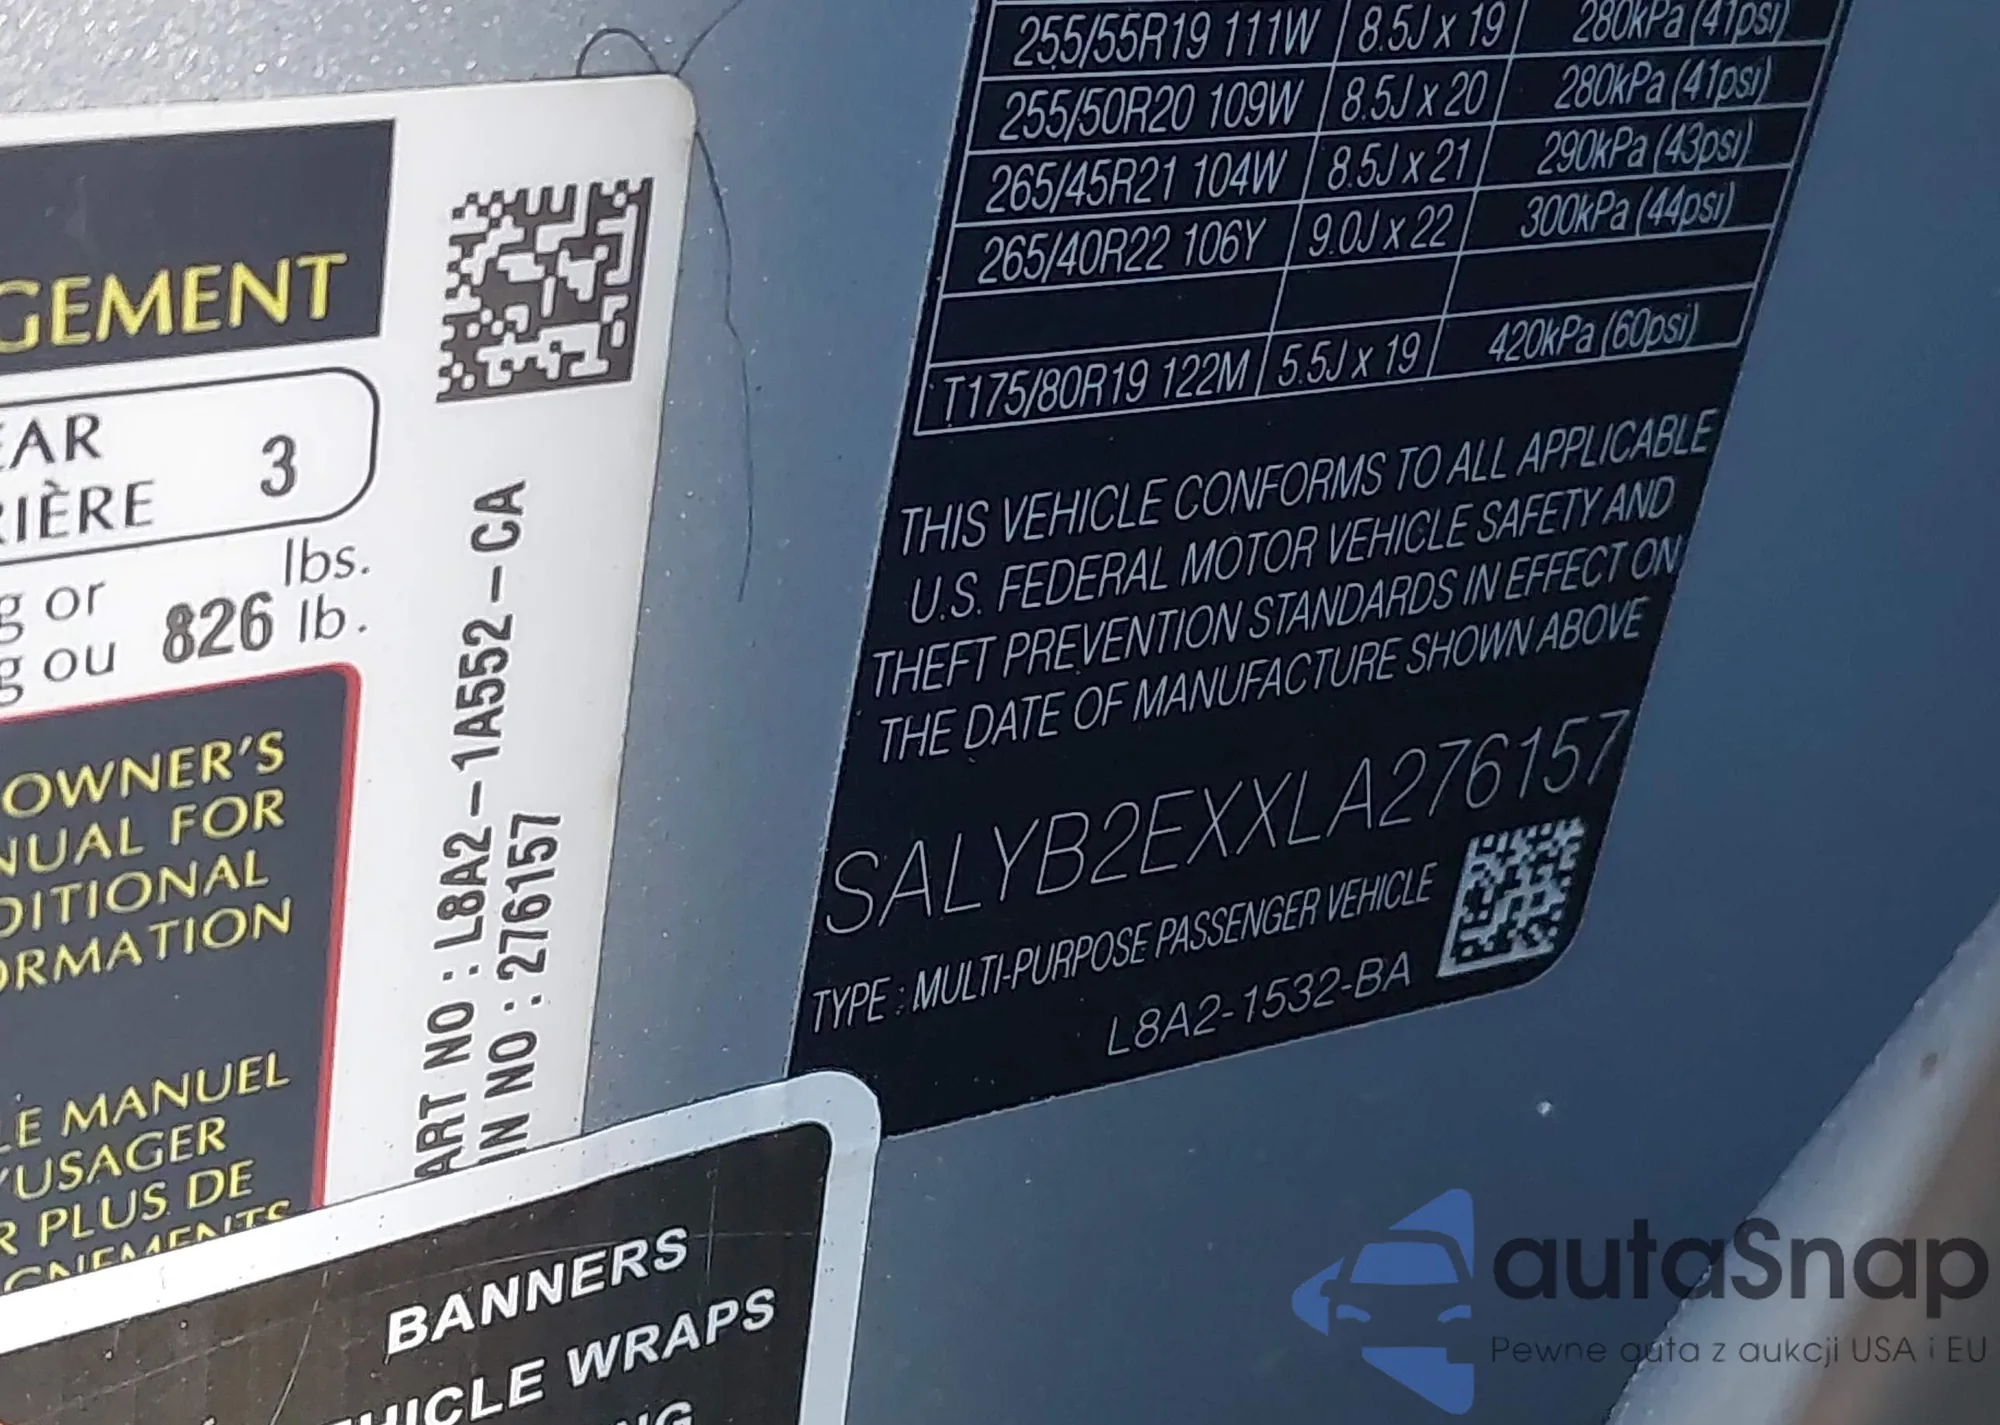 GEMENT
EAR
RIÈRE
3
lbs.
g or
g ou 826 lb.
OWNER'S
NUAL FOR
DITIONAL
ORMATION
LE MANUEL
'USAGER
R PLUS DE
GNEMENTS
ART NO : L8A2-1A552-CA
IN NO : 276157
255/55R19 111W 8.5J x 19 280kPa (41psi)
255/50R20 109W 8.5J x 20 280kPa (41psi)
265/45R21 104W 8.5J x 21 290kPa (43psi)
265/40R22 106Y 9.0J x 22 300kPa (44psi)
T175/80R19 122M 5.5J x 19 420kPa (60psi)
THIS VEHICLE CONFORMS TO ALL APPLICABLE
U.S. FEDERAL MOTOR VEHICLE SAFETY AND
THEFT PREVENTION STANDARDS IN EFFECT ON
THE DATE OF MANUFACTURE SHOWN ABOVE
SALYB2EXXLA276157
TYPE : MULTI-PURPOSE PASSENGER VEHICLE
L8A2-1532-BA
BANNERS
HICLE WRAPS
NG
autaSnap
Pewne auta z aukcji USA i EU